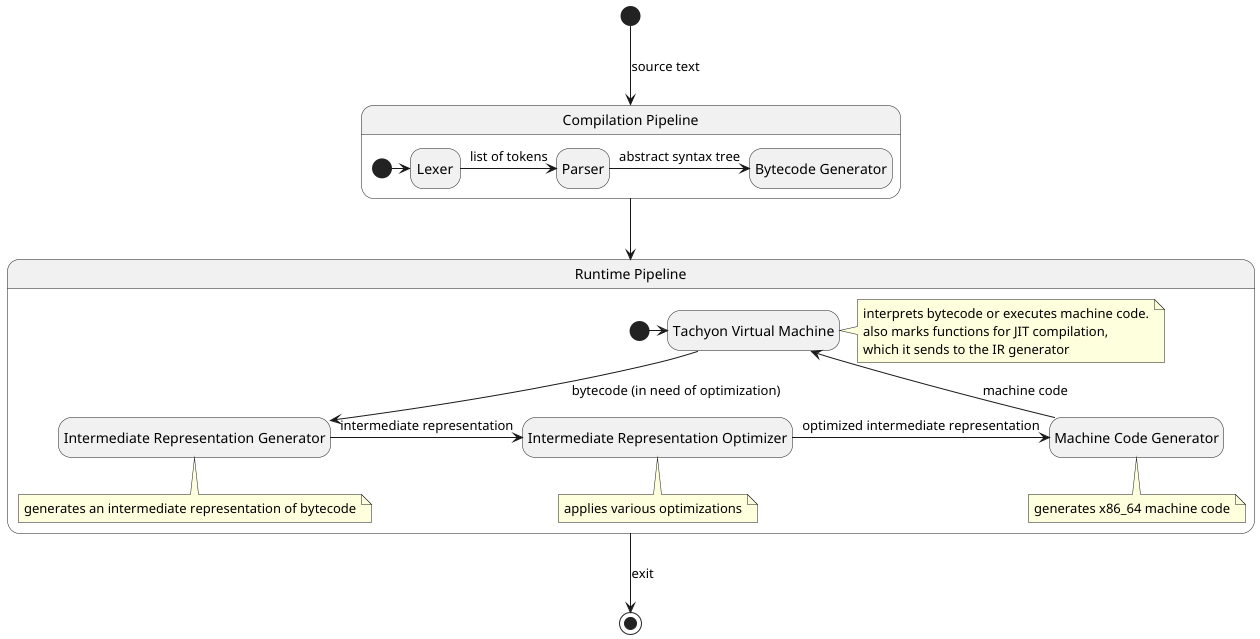 source text
Compilation Pipeline
list of tokens
abstract syntax tree
Lexer
Parser
Bytecode Generator
Runtime Pipeline
Tachyon Virtual Machine
interprets bytecode or executes machine code.
also marks functions for JIT compilation,
which it sends to the IR generator
bytecode (in need of optimization)
machine code
intermediate representation
optimized intermediate representation
Intermediate Representation Generator
Intermediate Representation Optimizer
Machine Code Generator
generates an intermediate representation of bytecode
applies various optimizations
generates x86_64 machine code
exit